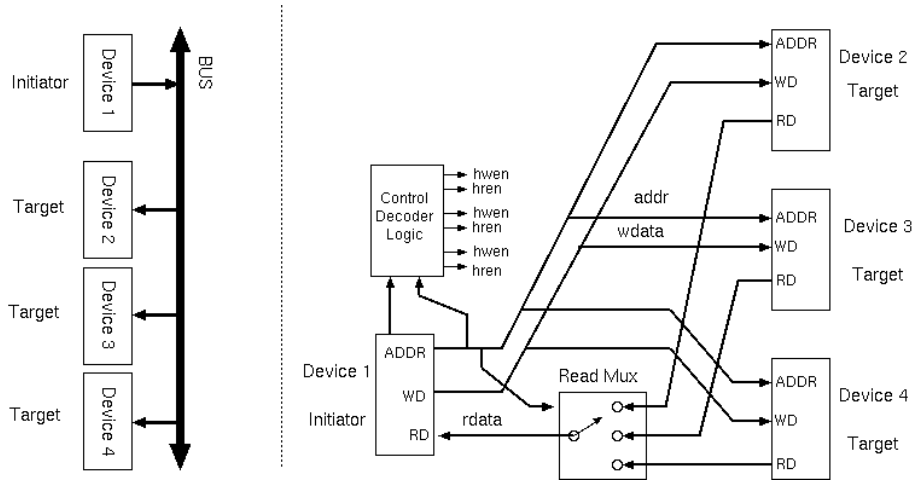 Initiator
Device 1
BUS
Target
Device 2
Target
Device 3
Target
Device 4
Control
Decoder
Logic
hwen
hren
hwen
hren
hwen
hren
Device 1
Initiator
ADDR
WD
RD
rdata
Read Mux
addr
wdata
ADDR
WD
RD
Device 2
Target
ADDR
WD
RD
Device 3
Target
ADDR
WD
RD
Device 4
Target